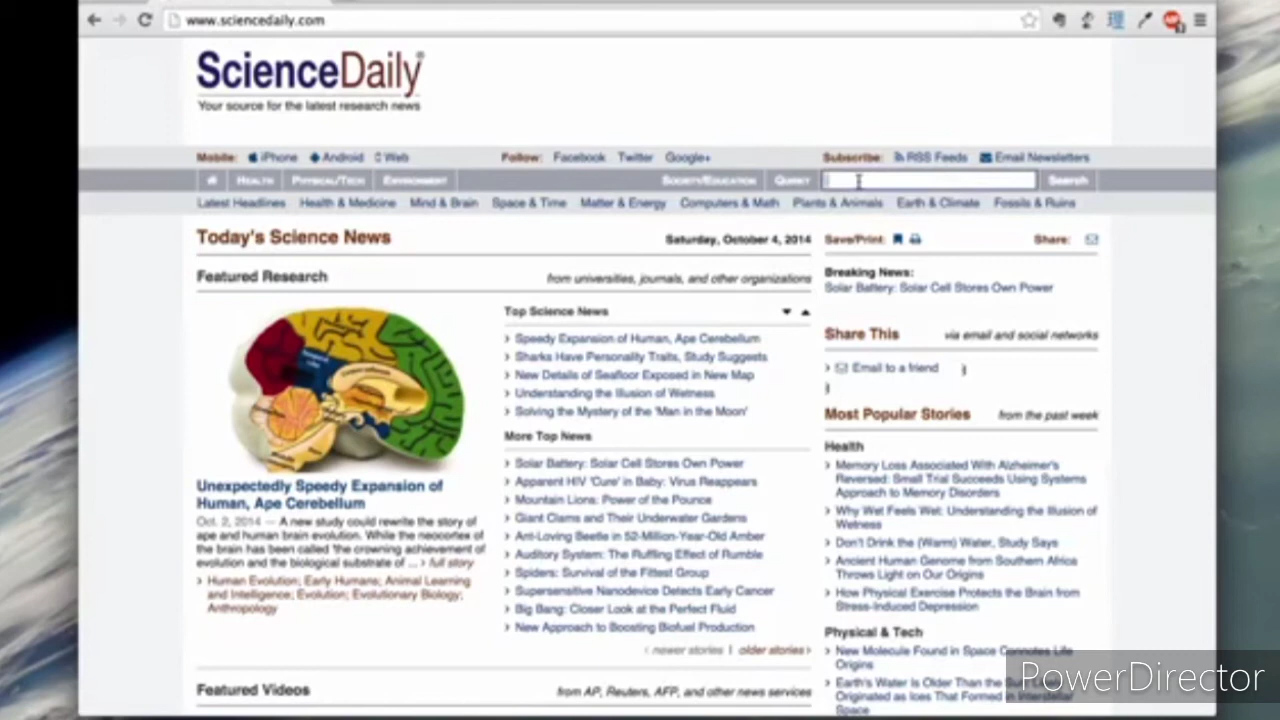 www.sciencedaily.com
ScienceDaily®
Your source for the latest research news
Mobile: iPhone Android Web Follow: Facebook Twitter Google+ Subscribe: RSS Feeds Email Newsletters
Health Physical/Tech Environment Society/Education Quirky Search
Latest Headlines Health & Medicine Mind & Brain Space & Time Matter & Energy Computers & Math Plants & Animals Earth & Climate Fossils & Ruins
Today's Science News Saturday, October 4, 2014
Featured Research from universities, journals, and other organizations
Unexpectedly Speedy Expansion of
Human, Ape Cerebellum
Oct. 2, 2014 — A new study could rewrite the story of
ape and human brain evolution. While the neocortex of
the brain has been called 'the crowning achievement of
evolution and the biological substrate of ... › full story
› Human Evolution; Early Humans; Animal Learning
and Intelligence; Evolution; Evolutionary Biology;
Anthropology
Top Science News
› Speedy Expansion of Human, Ape Cerebellum
› Sharks Have Personality Traits, Study Suggests
› New Details of Seafloor Exposed in New Map
› Understanding the Illusion of Wetness
› Solving the Mystery of the 'Man in the Moon'
More Top News
› Solar Battery: Solar Cell Stores Own Power
› Apparent HIV 'Cure' in Baby: Virus Reappears
› Mountain Lions: Power of the Pounce
› Giant Clams and Their Underwater Gardens
› Ant-Loving Beetle in 52-Million-Year-Old Amber
› Auditory System: The Ruffling Effect of Rumble
› Spiders: Survival of the Fittest Group
› Supersensitive Nanodevice Detects Early Cancer
› Big Bang: Closer Look at the Perfect Fluid
› New Approach to Boosting Biofuel Production
‹ newer stories | older stories ›
Featured Videos from AP, Reuters, AFP, and other news services
Save/Print: Share:
Breaking News:
Solar Battery: Solar Cell Stores Own Power
Share This via email and social networks
› Email to a friend }
}
Most Popular Stories from the past week
Health
› Memory Loss Associated With Alzheimer's
Reversed: Small Trial Succeeds Using Systems
Approach to Memory Disorders
› Why Wet Feels Wet: Understanding the Illusion of
Wetness
› Don't Drink the (Warm) Water, Study Says
› Ancient Human Genome from Southern Africa
Throws Light on Our Origins
› How Physical Exercise Protects the Brain from
Stress-Induced Depression
Physical & Tech
› New Molecule Found in Space Connotes Life
Origins
› Earth's Water Is Older Than the Sun:
Originated as Ices That Formed in Interstellar
Space
PowerDirector